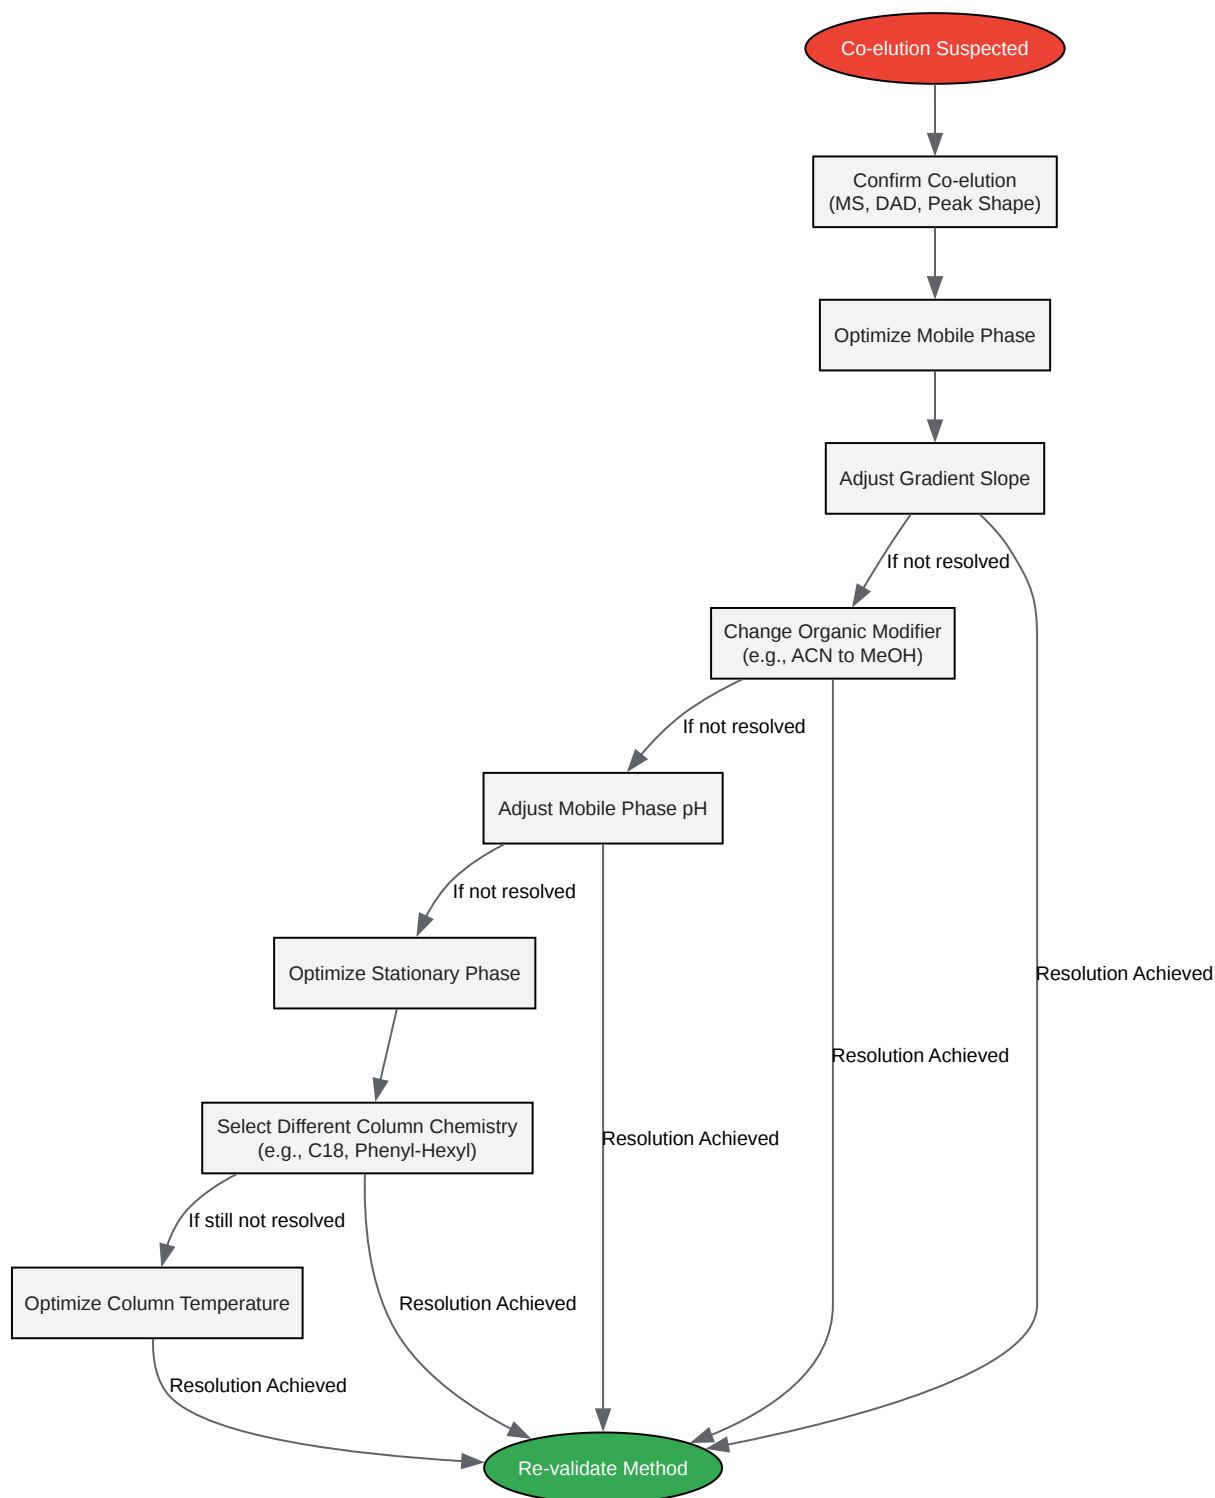 Co-elution Suspected
Confirm Co-elution
(MS, DAD, Peak Shape)
Optimize Mobile Phase
Adjust Gradient Slope
If not resolved
Change Organic Modifier
(e.g., ACN to MeOH)
If not resolved
Adjust Mobile Phase pH
If not resolved
Optimize Stationary Phase
Resolution Achieved
Resolution Achieved
Select Different Column Chemistry
(e.g., C18, Phenyl-Hexyl)
Resolution Achieved
If still not resolved
Optimize Column Temperature
Resolution Achieved
Resolution Achieved
Re-validate Method